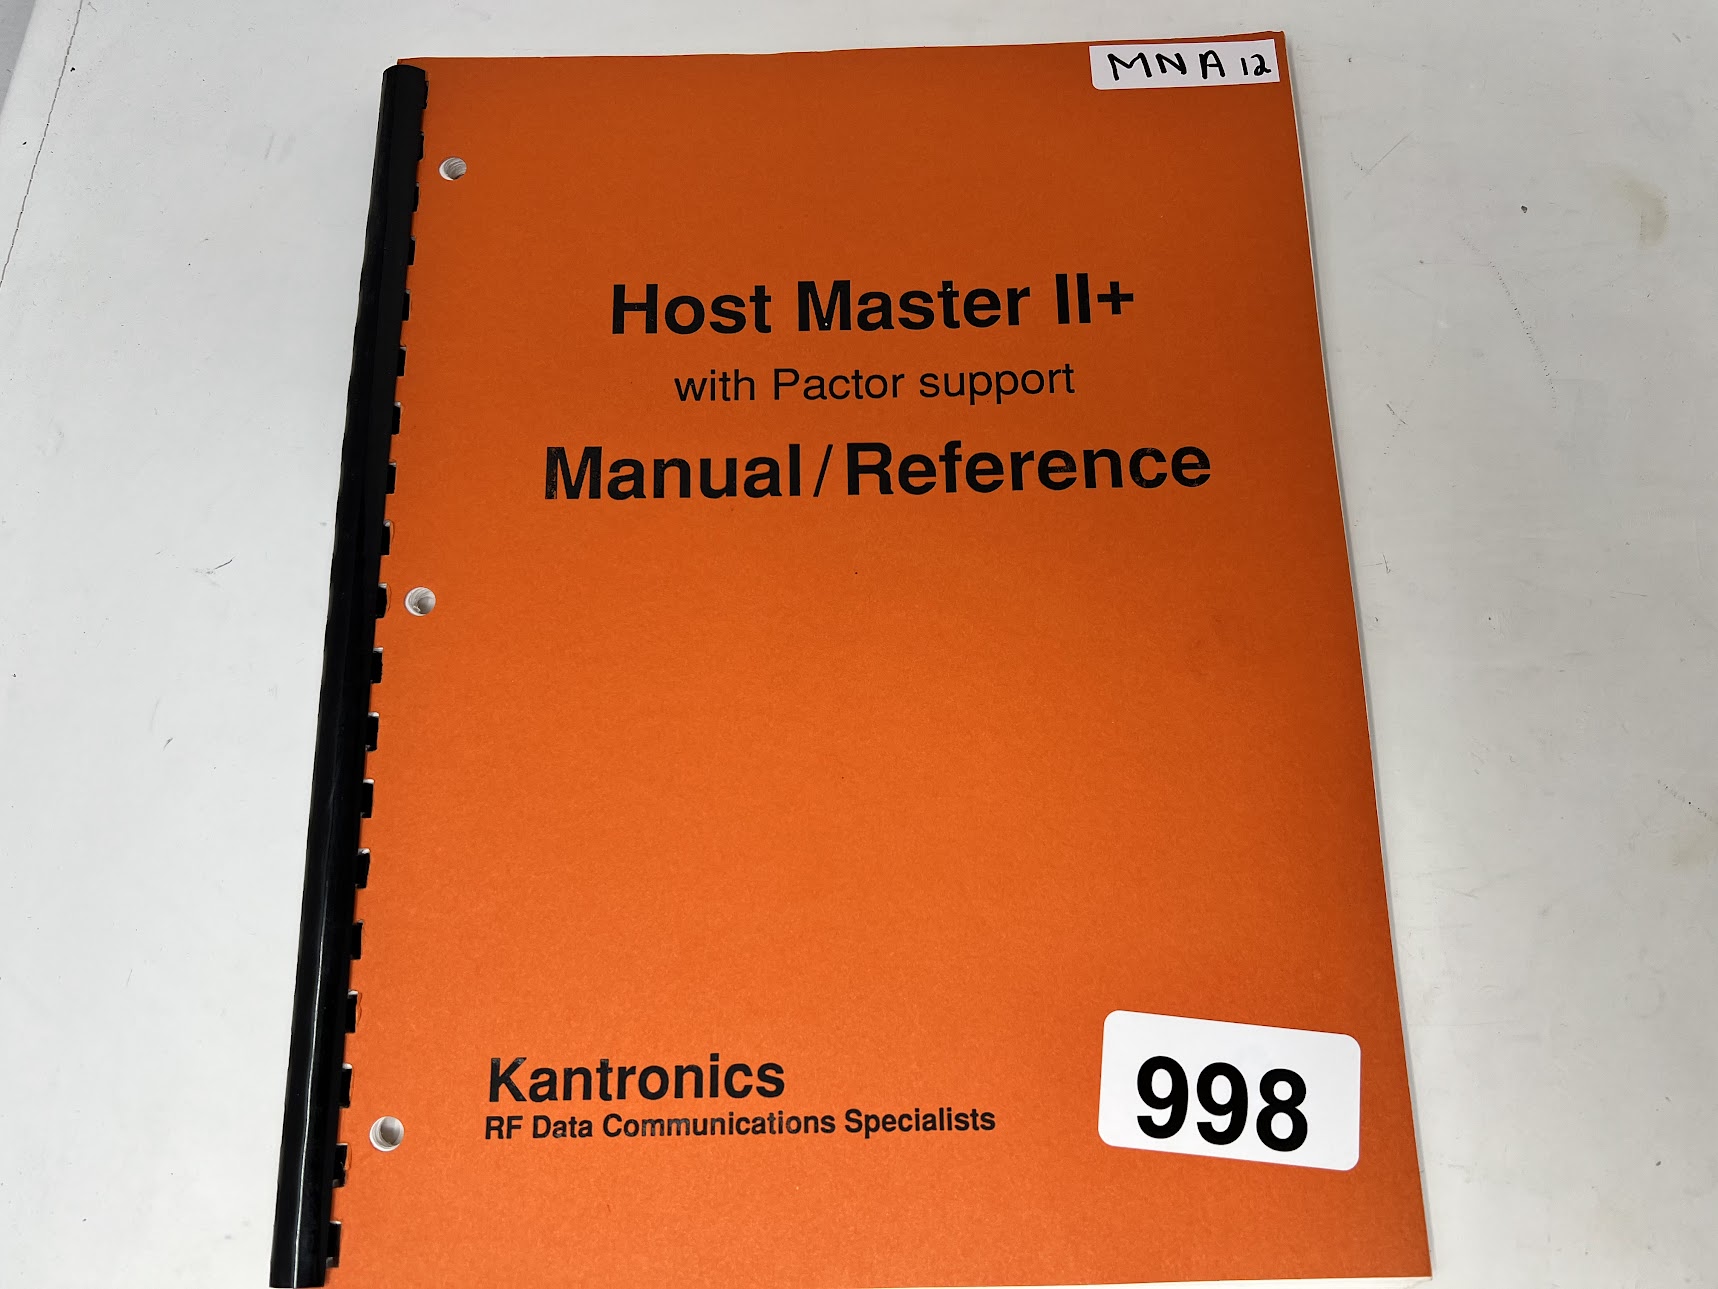 MNA 12
Host Master II+
with Pactor support
Manual/Reference
Kantronics
RF Data Communications Specialists
998